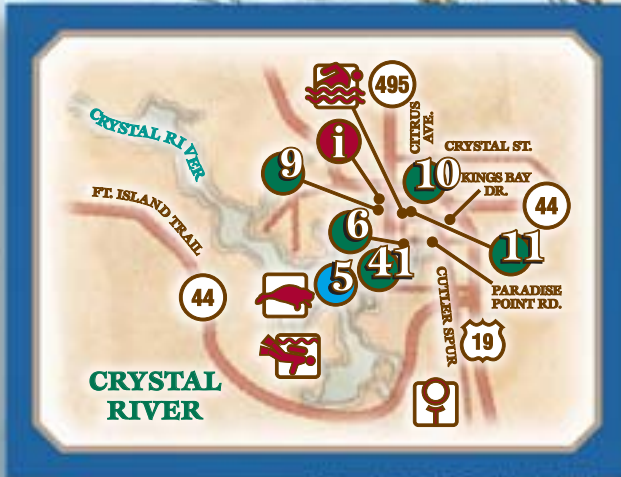 495
CITRUS
AVE.
CRYSTAL RIVER
i
CRYSTAL ST.
9
10
KINGS BAY
DR.
FT. ISLAND TRAIL
44
6
11
41
5
PARADISE
POINT RD.
44
CUTLER SPUR
19
CRYSTAL
RIVER